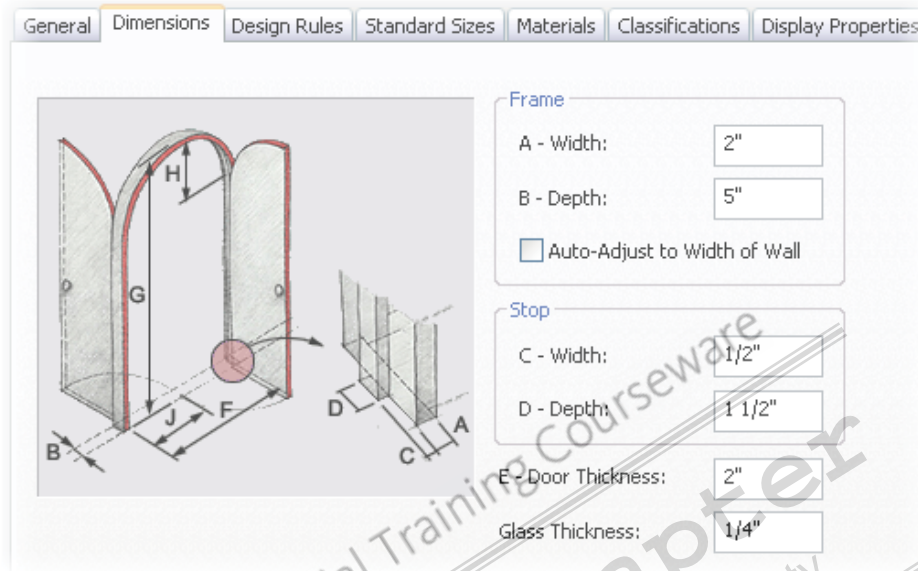 General Dimensions Design Rules Standard Sizes Materials Classifications Display Properties
H
G
J
F
B
D
C
A
Frame
A - Width: 2"
B - Depth: 5"
Auto-Adjust to Width of Wall
Stop
C - Width: 1/2"
D - Depth: 1 1/2"
E - Door Thickness: 2"
Glass Thickness: 1/4"
Training Courseware